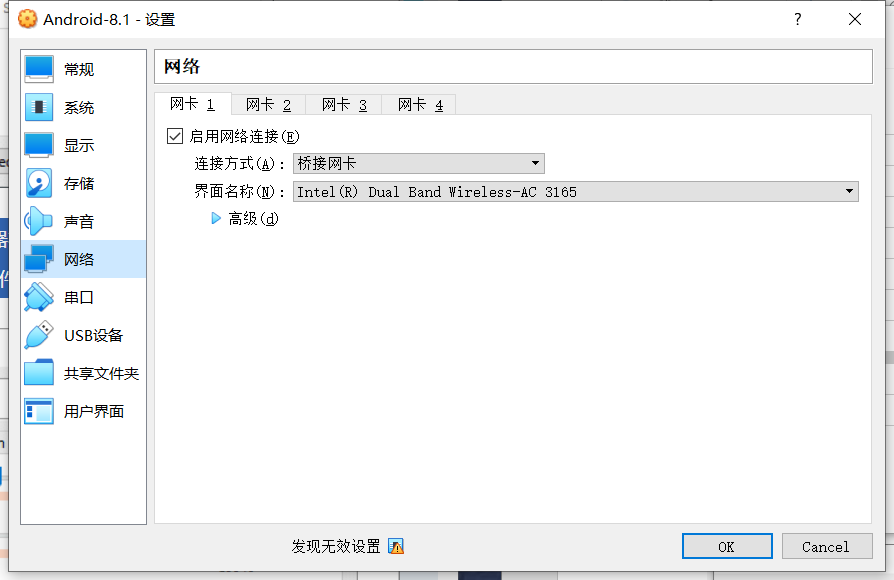 Android-8.1 - 设置
常规
系统
显示
存储
声音
网络
串口
USB设备
共享文件夹
用户界面
网络
网卡 1 网卡 2 网卡 3 网卡 4
启用网络连接(E)
连接方式(A): 桥接网卡
界面名称(N): Intel(R) Dual Band Wireless-AC 3165
高级(d)
发现无效设置
OK Cancel